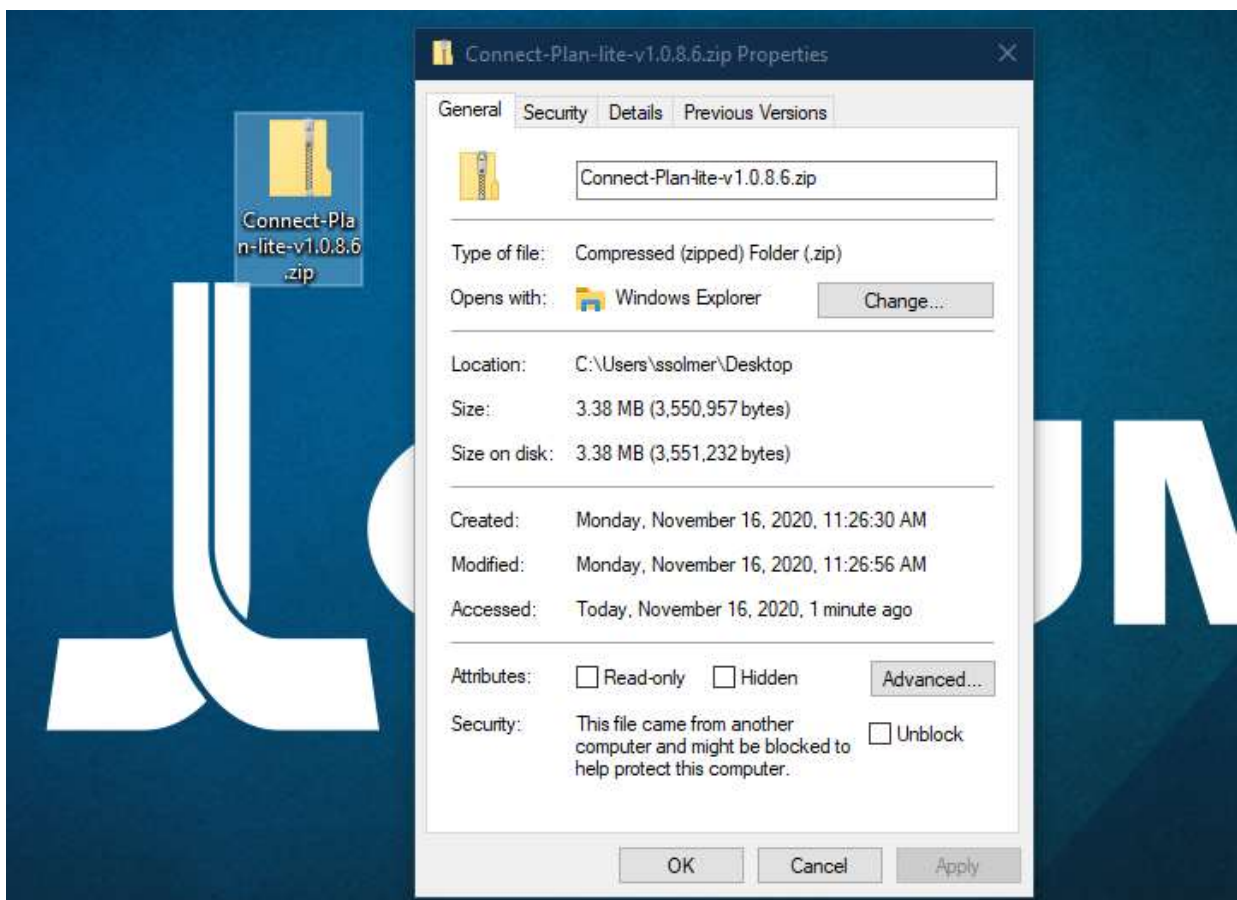 Connect-Pla
n-lite-v1.0.8.6
.zip
Connect-Plan-lite-v1.0.8.6.zip Properties
General Security Details Previous Versions
Connect-Plan-lite-v1.0.8.6.zip
Type of file: Compressed (zipped) Folder (.zip)
Opens with: Windows Explorer Change...
Location: C:\Users\ssolmer\Desktop
Size: 3.38 MB (3,550,957 bytes)
Size on disk: 3.38 MB (3,551,232 bytes)
Created: Monday, November 16, 2020, 11:26:30 AM
Modified: Monday, November 16, 2020, 11:26:56 AM
Accessed: Today, November 16, 2020, 1 minute ago
Attributes: Read-only Hidden Advanced...
Security: This file came from another
computer and might be blocked to
help protect this computer.
Unblock
OK Cancel Apply